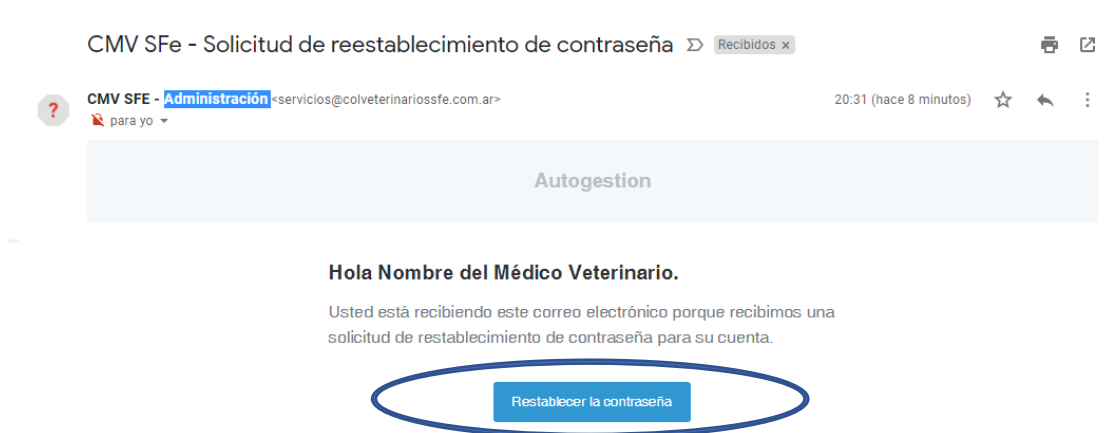 CMV SFe - Solicitud de reestablecimiento de contraseña Recibidos x
CMV SFE - Administración <servicios@colveterinariossfe.com.ar> 20:31 (hace 8 minutos)
?
para yo
Autogestion
Hola Nombre del Médico Veterinario.
Usted está recibiendo este correo electrónico porque recibimos una
solicitud de restablecimiento de contraseña para su cuenta.
Restablecer la contraseña